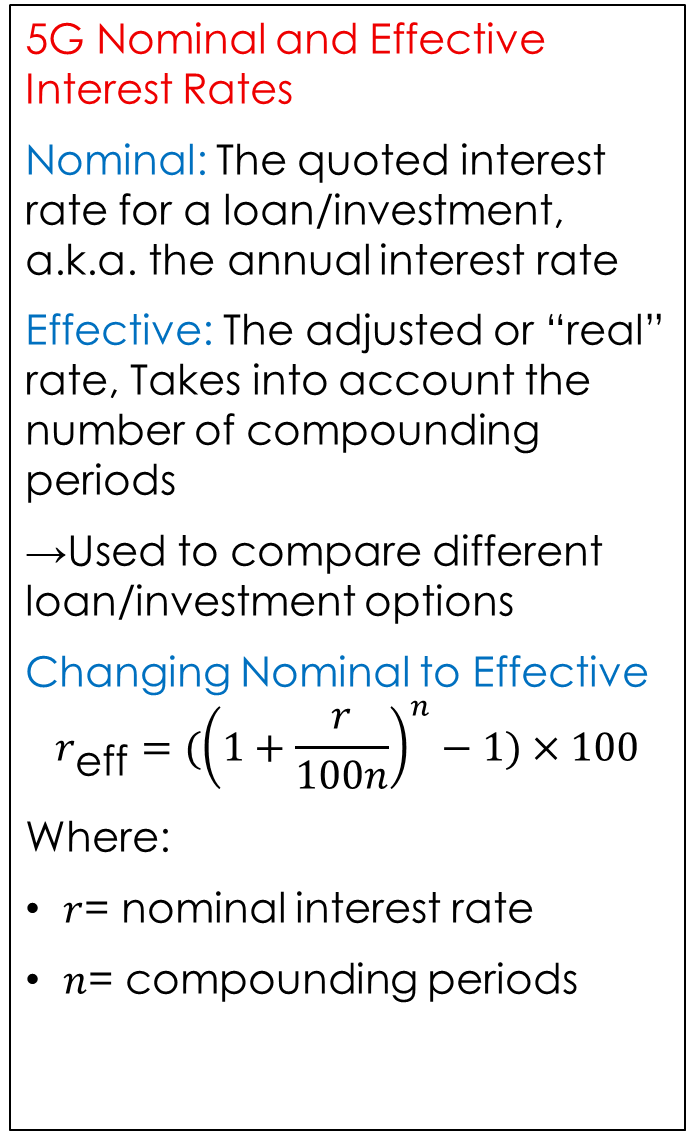 5G Nominal and Effective
Interest Rates
Nominal: The quoted interest
rate for a loan/investment,
a.k.a. the annual interest rate
Effective: The adjusted or “real”
rate, Takes into account the
number of compounding
periods
→Used to compare different
loan/investment options
Changing Nominal to Effective
r_eff = ((1 + r/100n)^n − 1) × 100
Where:
• r= nominal interest rate
• n= compounding periods